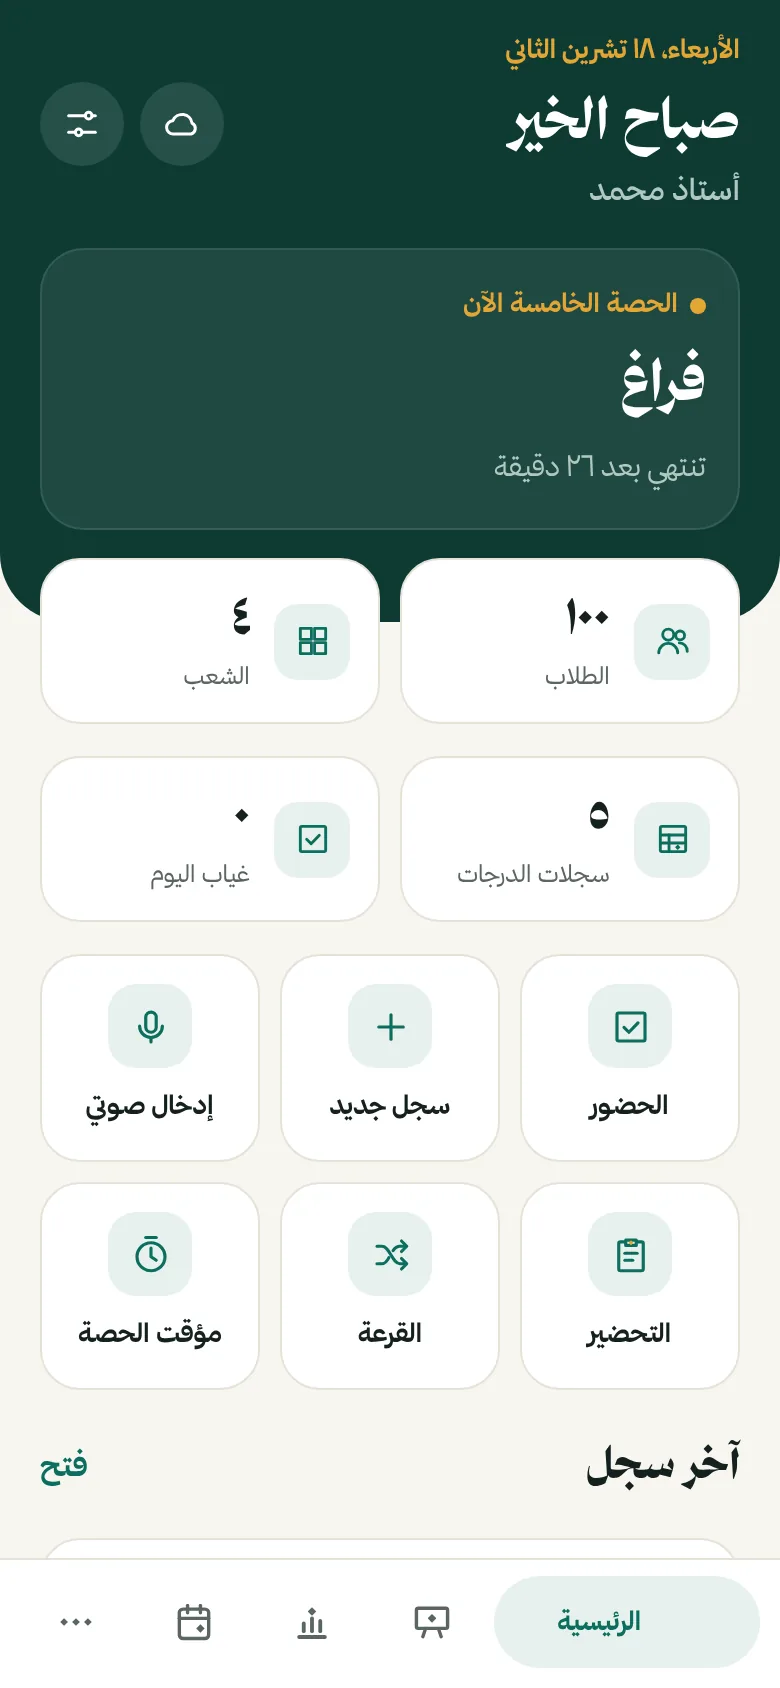 الأربعاء، ١٨ تشرين الثاني
صباح الخير
أستاذ محمد
الحصة الخامسة الآن
فراغ
تنتهي بعد ٢٦ دقيقة
١٠٠
الطلاب
٤
الشعب
٥
سجلات الدرجات
٠
غياب اليوم
الحضور
سجل جديد
إدخال صوتي
التحضير
القرعة
مؤقت الحصة
آخر سجل
فتح
الرئيسية